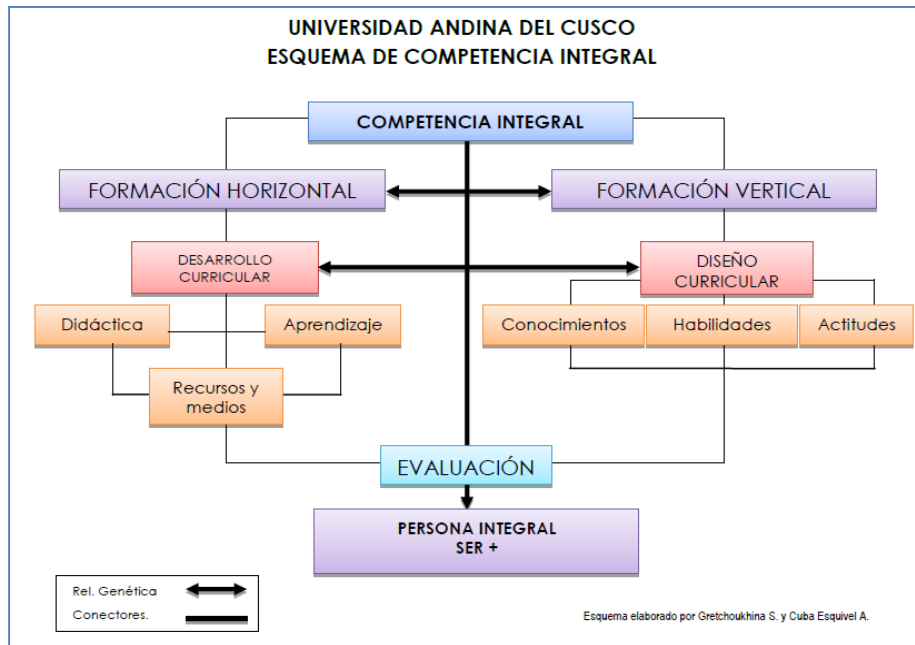 UNIVERSIDAD ANDINA DEL CUSCO
ESQUEMA DE COMPETENCIA INTEGRAL
COMPETENCIA INTEGRAL
FORMACIÓN HORIZONTAL
FORMACIÓN VERTICAL
DESARROLLO
CURRICULAR
DISEÑO
CURRICULAR
Didáctica
Aprendizaje
Conocimientos
Habilidades
Actitudes
Recursos y
medios
EVALUACIÓN
PERSONA INTEGRAL
SER +
Rel. Genética
Conectores.
Esquema elaborado por Gretchoukhina S. y Cuba Esquivel A.